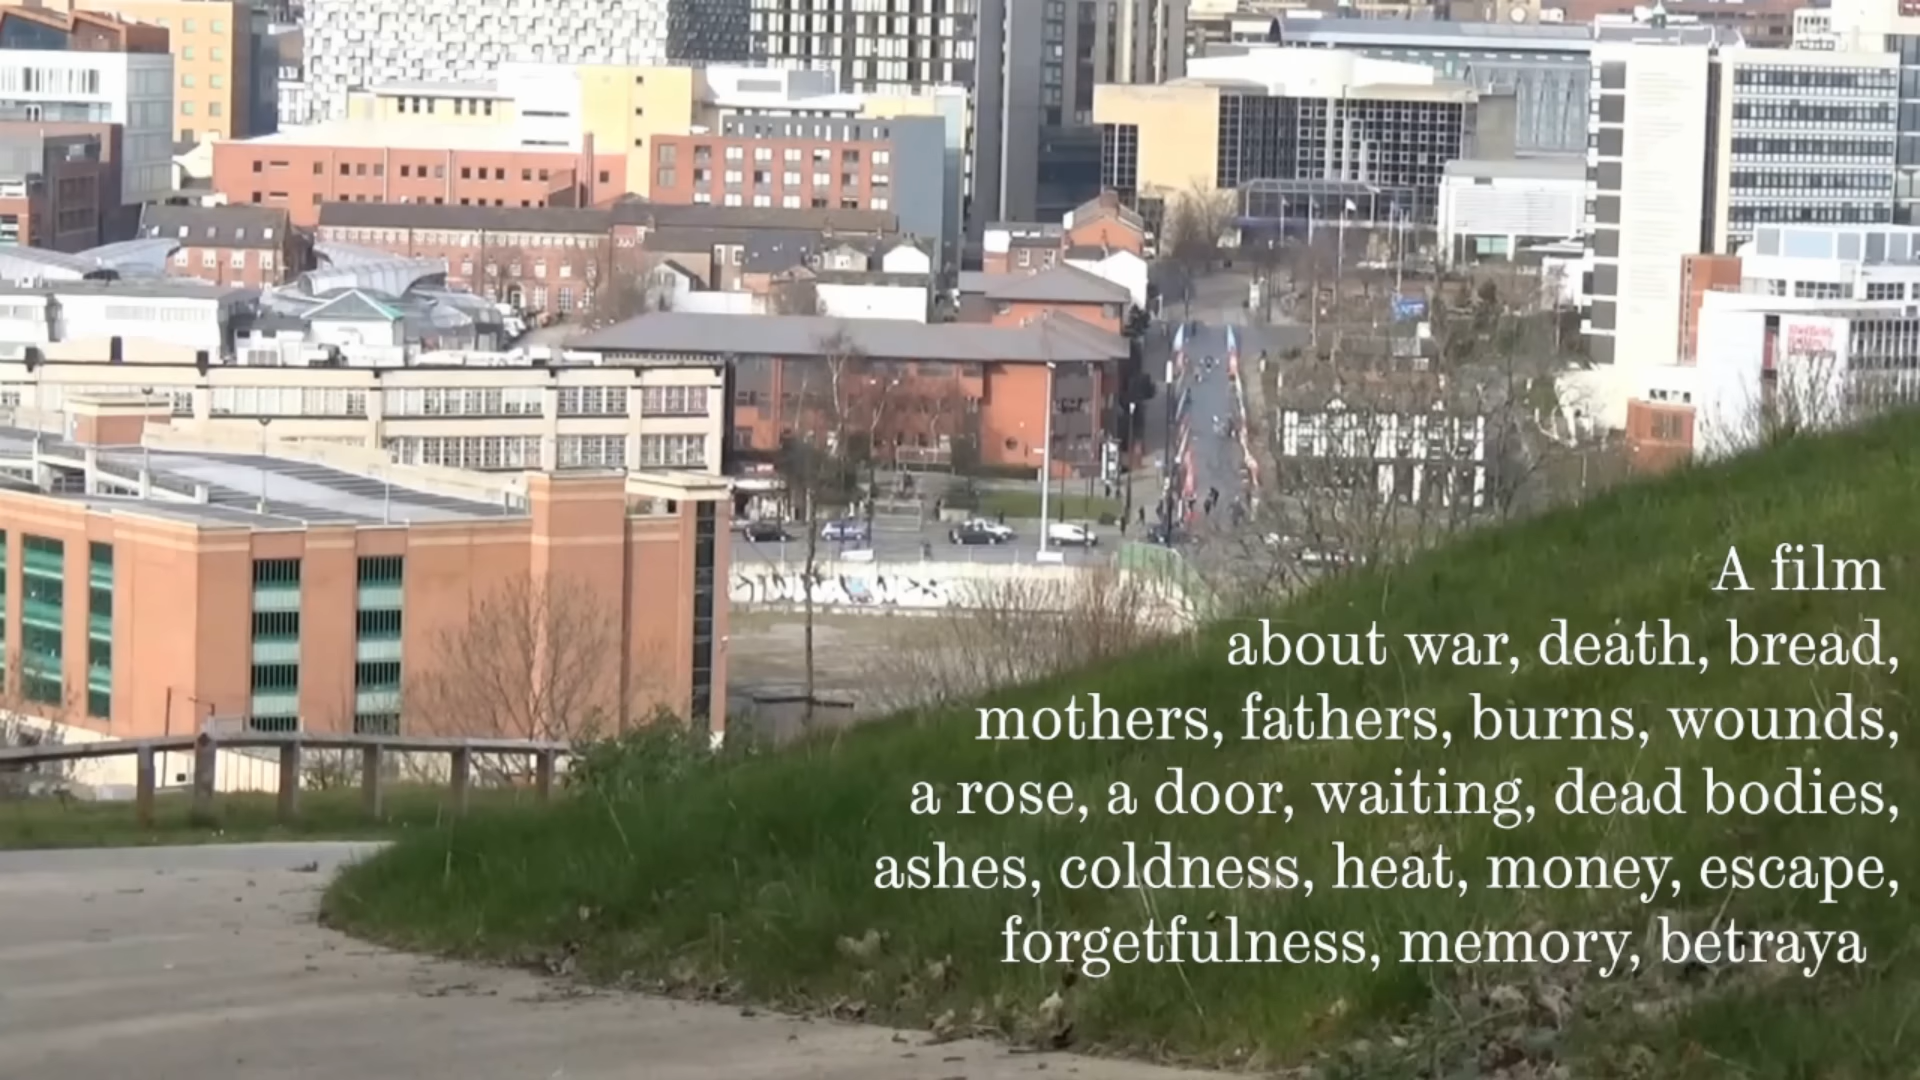 A film
about war, death, bread,
mothers, fathers, burns, wounds,
a rose, a door, waiting, dead bodies,
ashes, coldness, heat, money, escape,
forgetfulness, memory, betraya